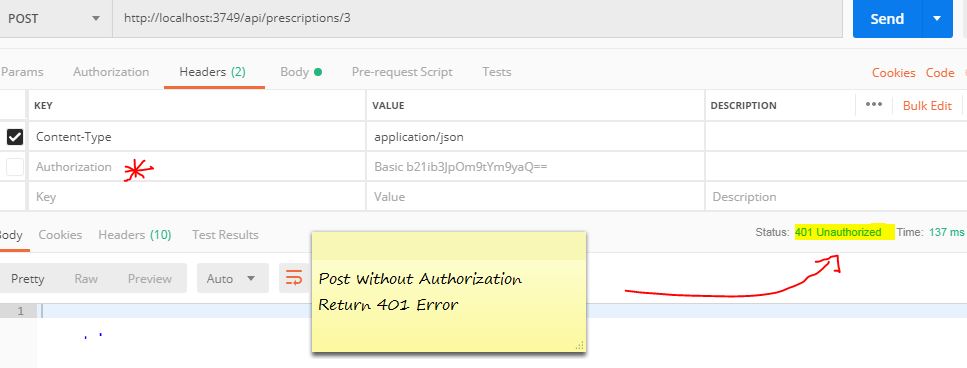 POST http://localhost:3749/api/prescriptions/3 Send
Params Authorization Headers (2) Body Pre-request Script Tests Cookies Code
KEY VALUE DESCRIPTION ••• Bulk Edit
Content-Type application/json
Authorization Basic b21ib3JpOm9tYm9yaQ==
Key Value Description
Body Cookies Headers (10) Test Results Status: 401 Unauthorized Time: 137 ms
Pretty Raw Preview Auto
Post Without Authorization
Return 401 Error
1